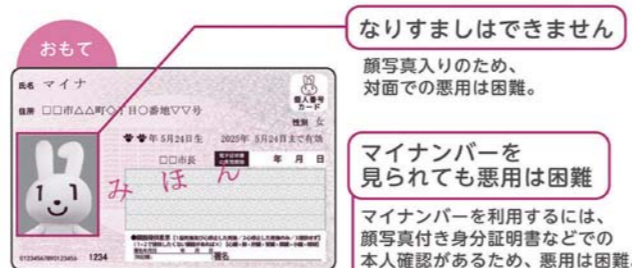 おもて
氏名 マイナ
個人番号
カード
住所 □□市△△町◇丁目○番地▽▽号
性別 女
年5月24日生 2025年 5月24日まで有効
□□市長
年 月 日
みほん
1234
署名
なりすましはできません
顔写真入りのため、
対面での悪用は困難。
マイナンバーを
見られても悪用は困難
マイナンバーを利用するには、
顔写真付き身分証明書などでの
本人確認があるため、悪用は困難。